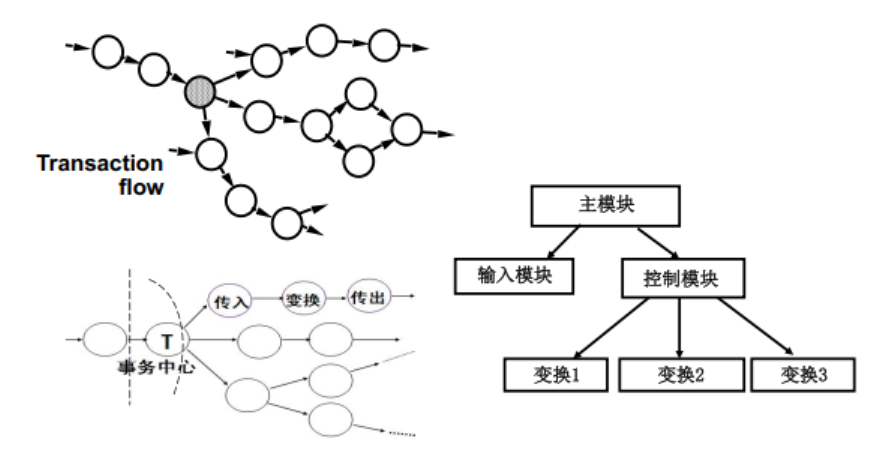 Transaction
flow
主模块
输入模块
控制模块
变换1
变换2
变换3
传入
变换
传出
T
事务中心